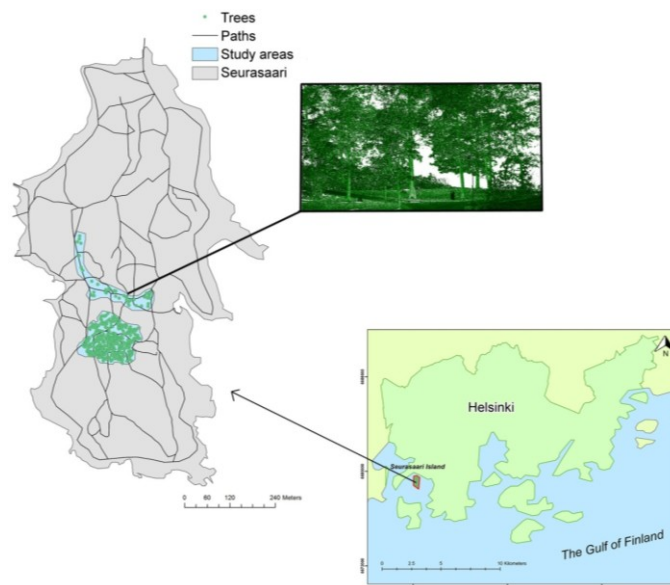 Trees
Paths
Study areas
Seurasaari
0 60 120 240 Meters
N
Helsinki
Seurasaari Island
The Gulf of Finland
0 2.5 5 10 Kilometers